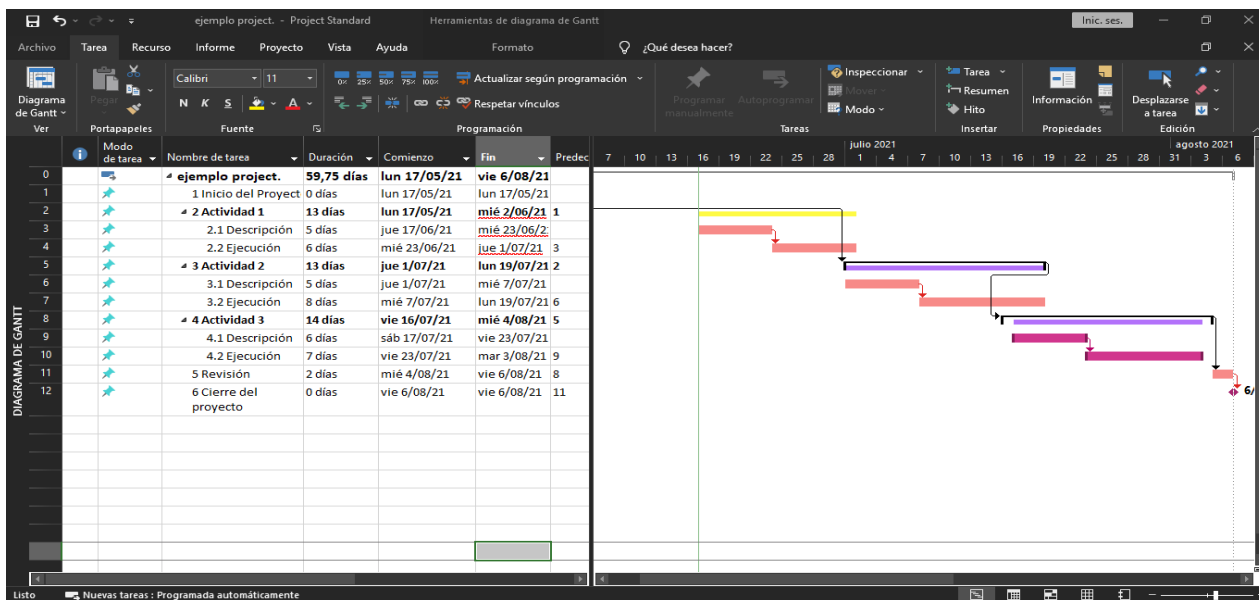 ejemplo project. - Project Standard
Herramientas de diagrama de Gantt
Inic. ses.
Archivo Tarea Recurso Informe Proyecto Vista Ayuda Formato ¿Qué desea hacer?
Diagrama de Gantt
Ver
Pegar
Portapapeles
Calibri 11
N K S A
Fuente
0% 25% 50% 75% 100%
Actualizar según programación
Respetar vínculos
Programación
Programar manualmente
Autoprogramar
Inspeccionar
Mover
Modo
Tareas
Tarea
Resumen
Hito
Insertar
Información
Propiedades
Desplazarse a tarea
Edición
Modo de tarea Nombre de tarea Duración Comienzo Fin Predec
julio 2021 agosto 2021
7 10 13 16 19 22 25 28 1 4 7 10 13 16 19 22 25 28 31 3 6
0 ejemplo project. 59,75 días lun 17/05/21 vie 6/08/21
1 1 Inicio del Proyect 0 días lun 17/05/21 lun 17/05/21
2 2 Actividad 1 13 días lun 17/05/21 mié 2/06/21 1
3 2.1 Descripción 5 días jue 17/06/21 mié 23/06/2
4 2.2 Ejecución 6 días mié 23/06/21 jue 1/07/21 3
5 3 Actividad 2 13 días jue 1/07/21 lun 19/07/21 2
6 3.1 Descripción 5 días jue 1/07/21 mié 7/07/21
7 3.2 Ejecución 8 días mié 7/07/21 lun 19/07/21 6
8 4 Actividad 3 14 días vie 16/07/21 mié 4/08/21 5
9 4.1 Descripción 6 días sáb 17/07/21 vie 23/07/21
10 4.2 Ejecución 7 días vie 23/07/21 mar 3/08/21 9
11 5 Revisión 2 días mié 4/08/21 vie 6/08/21 8
12 6 Cierre del proyecto 0 días vie 6/08/21 vie 6/08/21 11
6/
DIAGRAMA DE GANTT
Listo Nuevas tareas : Programada automáticamente